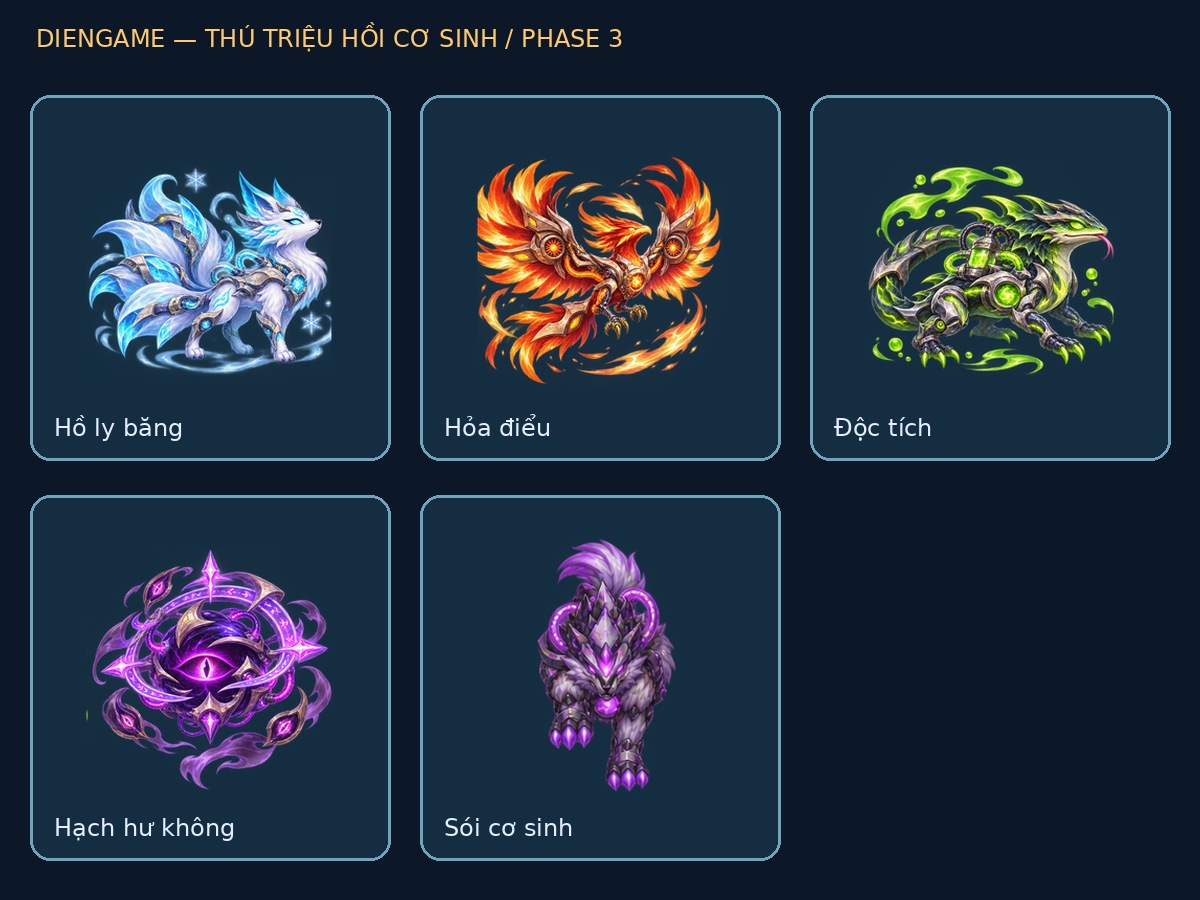 DIENGAME — THÚ TRIỆU HỒI CƠ SINH / PHASE 3
Hồ ly băng
Hỏa điểu
Độc tích
Hạch hư không
Sói cơ sinh